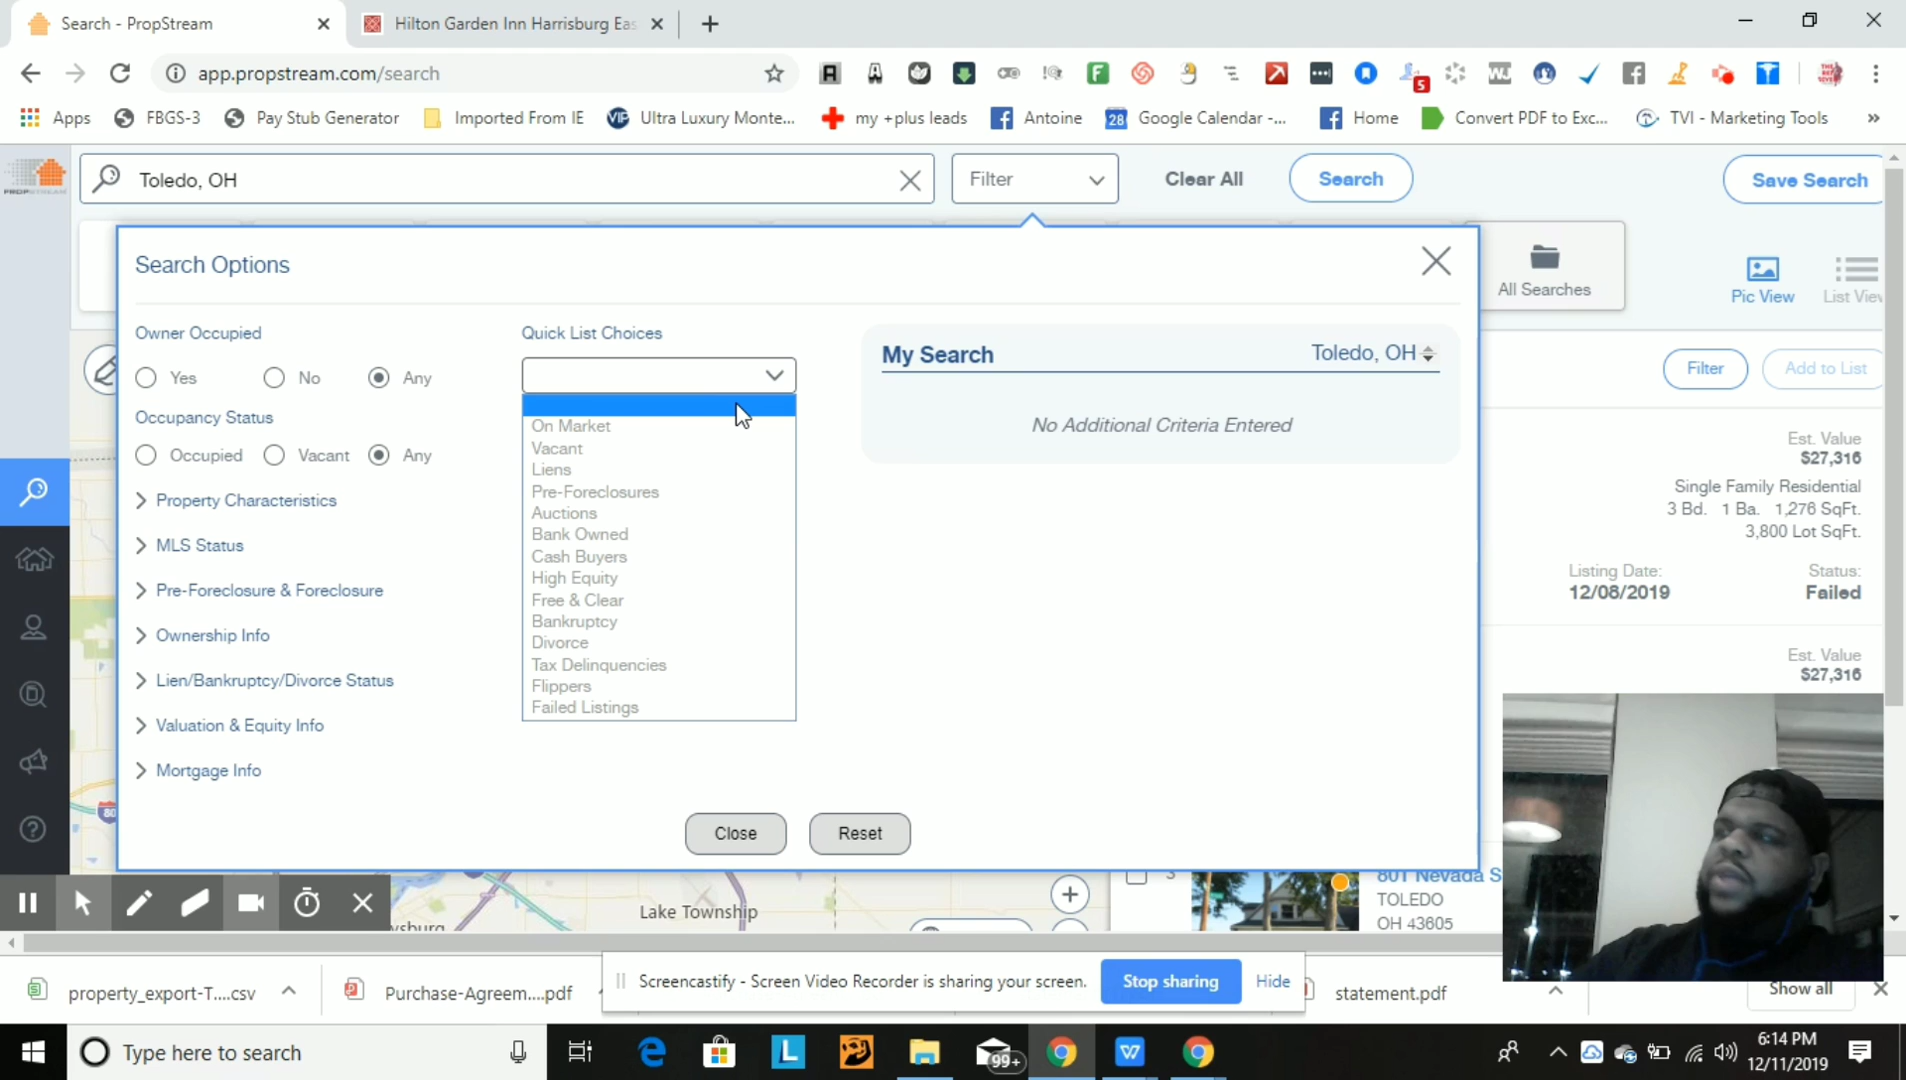 Search - PropStream
Hilton Garden Inn Harrisburg Eas
app.propstream.com/search
Apps
FBGS-3
Pay Stub Generator
Imported From IE
VIP
Ultra Luxury Monte...
my +plus leads
Antoine
28
Google Calendar -...
Home
Convert PDF to Exc...
TVI - Marketing Tools
»
Toledo, OH
Filter
Clear All
Search
Save Search
Search Options
All Searches
Pic View
List View
Owner Occupied
Yes
No
Any
Occupancy Status
Occupied
Vacant
Any
Property Characteristics
MLS Status
Pre-Foreclosure & Foreclosure
Ownership Info
Lien/Bankruptcy/Divorce Status
Valuation & Equity Info
Mortgage Info
Quick List Choices
On Market
Vacant
Liens
Pre-Foreclosures
Auctions
Bank Owned
Cash Buyers
High Equity
Free & Clear
Bankruptcy
Divorce
Tax Delinquencies
Flippers
Failed Listings
My Search
Toledo, OH
No Additional Criteria Entered
Close
Reset
Filter
Add to List
Est. Value
$27,316
Single Family Residential
3 Bd. 1 Ba. 1,276 SqFt.
3,800 Lot SqFt.
Listing Date:
12/08/2019
Status:
Failed
Est. Value
$27,316
Lake Township
3
801 Nevada S
TOLEDO
OH 43605
Screencastify - Screen Video Recorder is sharing your screen.
Stop sharing
Hide
property_export-T....csv
Purchase-Agreem....pdf
statement.pdf
Show all
Type here to search
99+
6:14 PM
12/11/2019